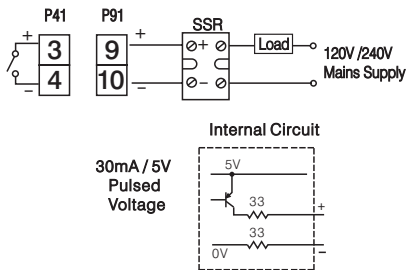 P41 P91 SSR
+ 3 9 + + Load 120V /240V
− 4 10 − − Mains Supply
Internal Circuit
30mA / 5V
Pulsed
Voltage
5V
33 +
33
0V −